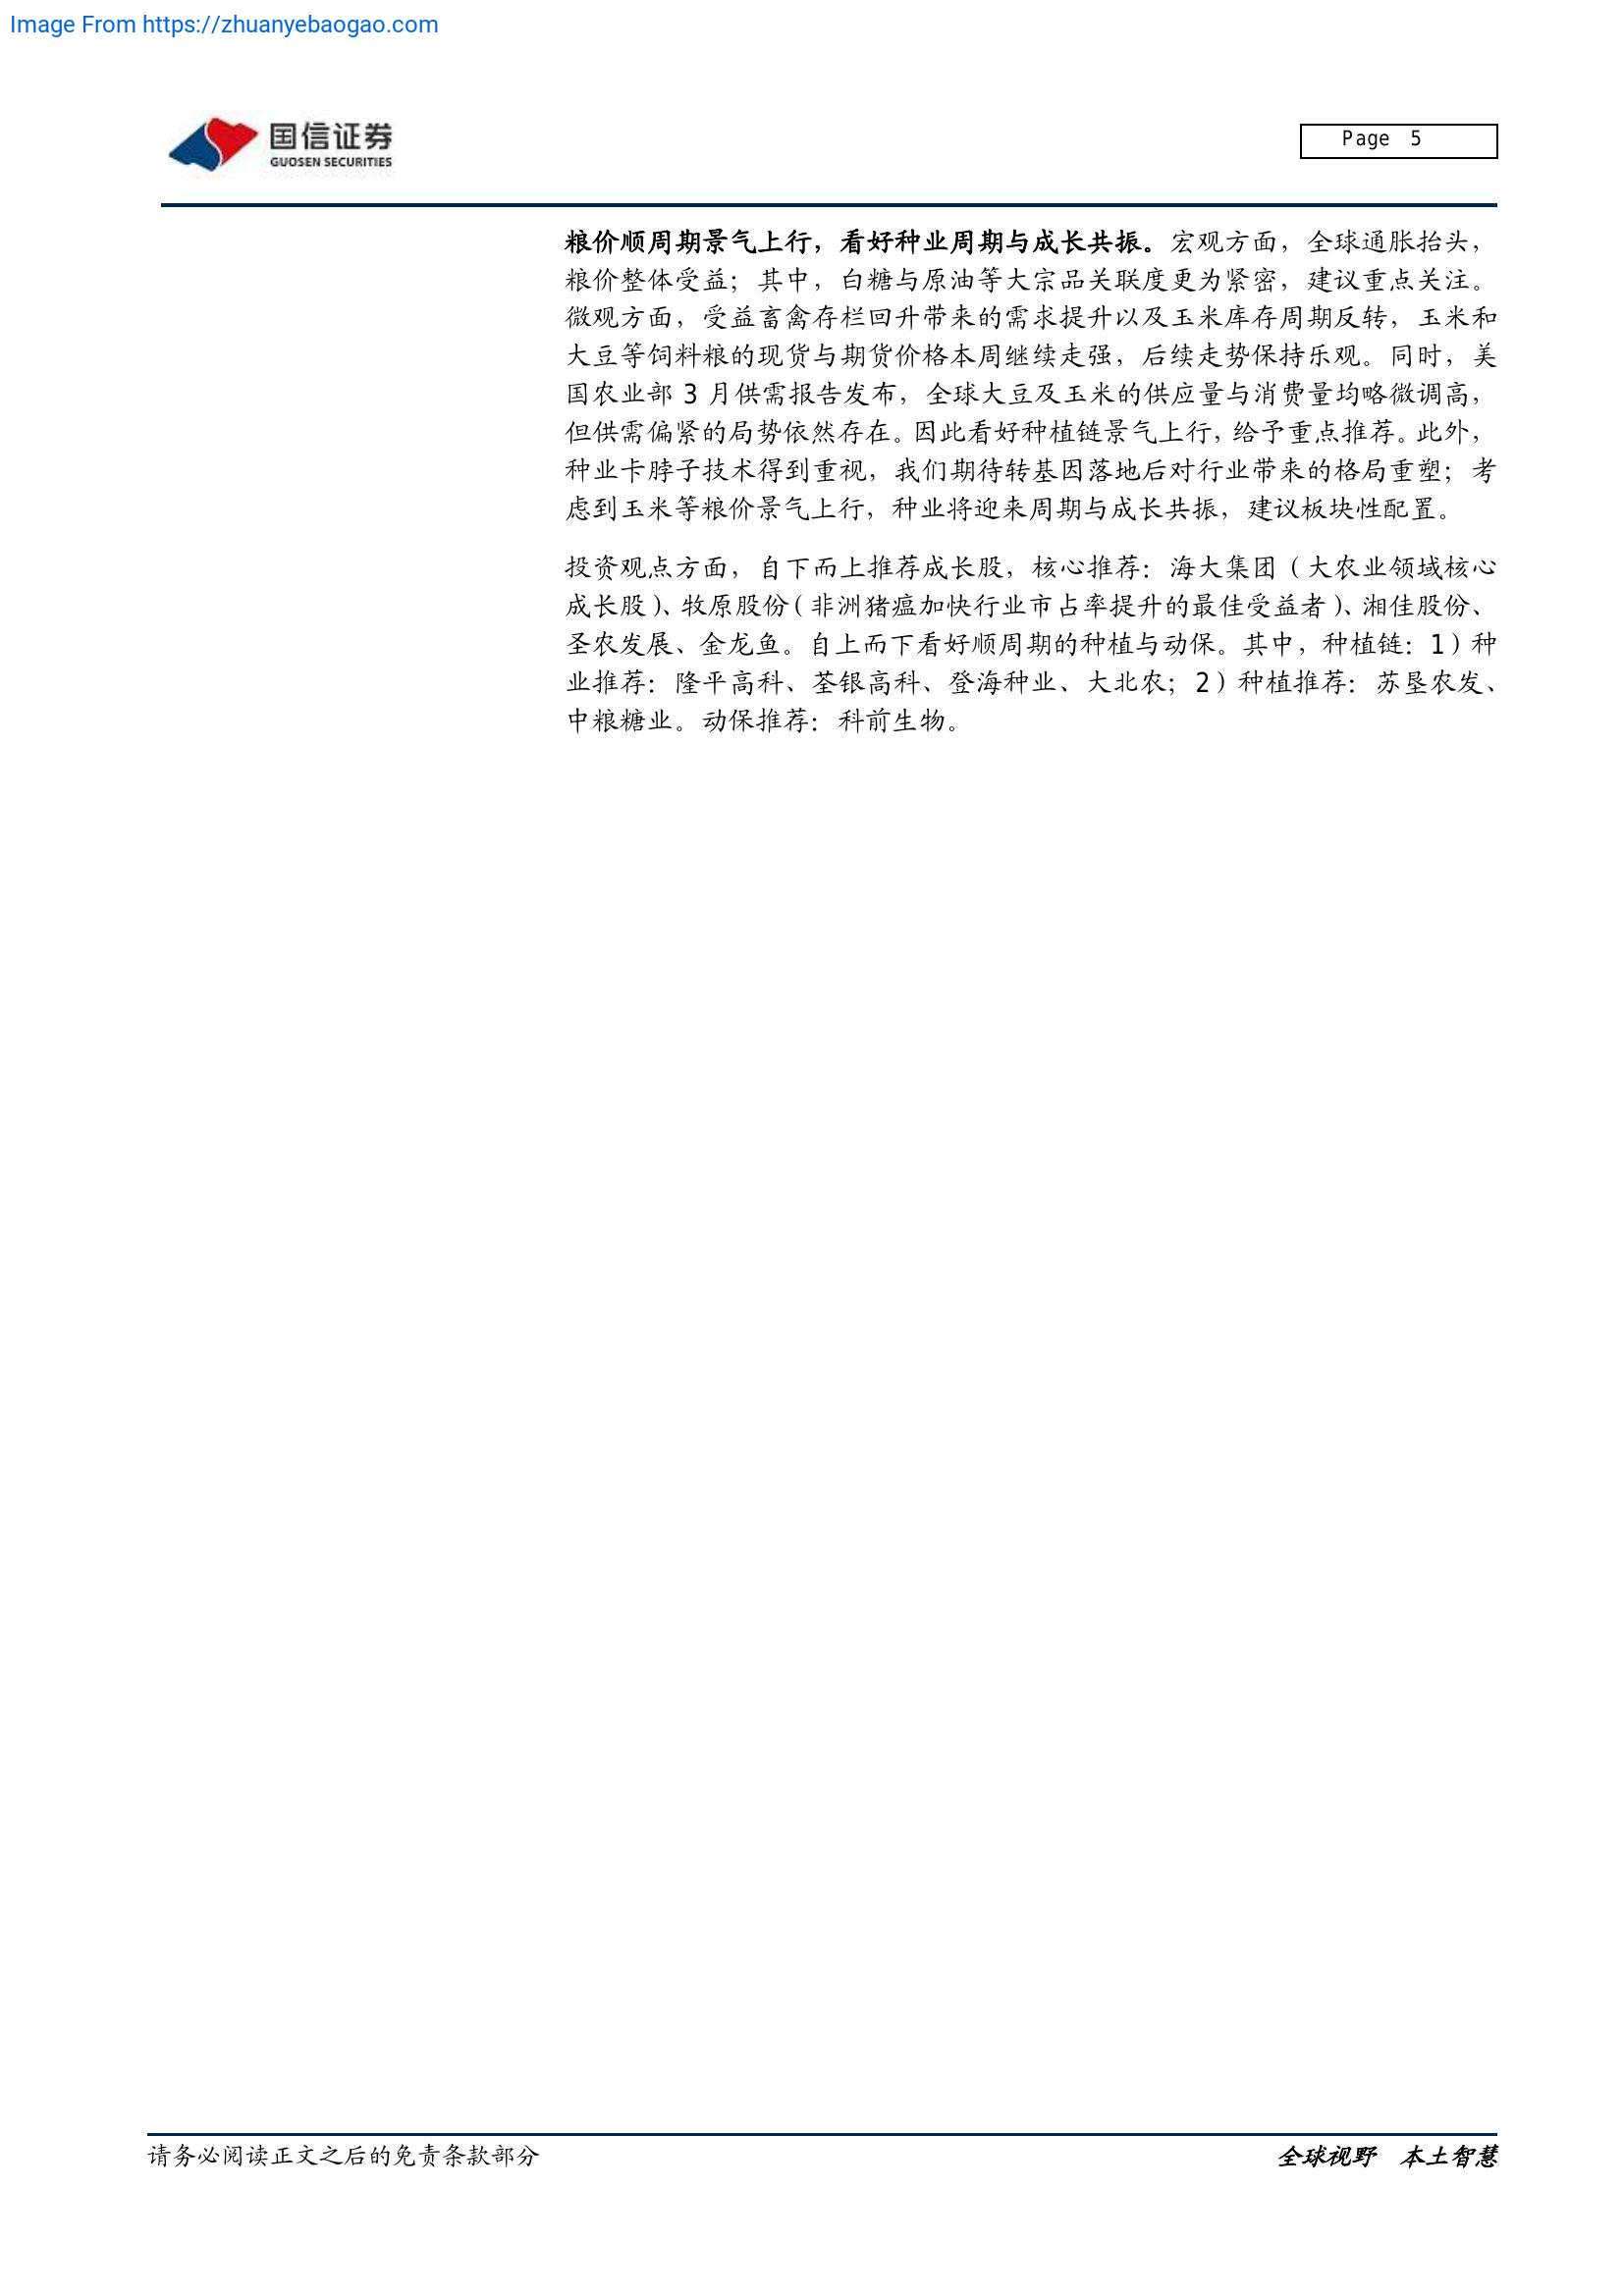 Image From https://zhuanyebaogao.com
国信证券
GUOSEN SECURITIES
Page 5
粮价顺周期景气上行，看好种业周期与成长共振。宏观方面，全球通胀抬头，
粮价整体受益；其中，白糖与原油等大宗品关联度更为紧密，建议重点关注。
微观方面，受益畜禽存栏回升带来的需求提升以及玉米库存周期反转，玉米和
大豆等饲料粮的现货与期货价格本周继续走强，后续走势保持乐观。同时，美
国农业部 3 月供需报告发布，全球大豆及玉米的供应量与消费量均略微调高，
但供需偏紧的局势依然存在。因此看好种植链景气上行，给予重点推荐。此外，
种业卡脖子技术得到重视，我们期待转基因落地后对行业带来的格局重塑；考
虑到玉米等粮价景气上行，种业将迎来周期与成长共振，建议板块性配置。
投资观点方面，自下而上推荐成长股，核心推荐：海大集团（大农业领域核心
成长股）、牧原股份（非洲猪瘟加快行业市占率提升的最佳受益者）、湘佳股份、
圣农发展、金龙鱼。自上而下看好顺周期的种植与动保。其中，种植链：1）种
业推荐：隆平高科、荃银高科、登海种业、大北农；2）种植推荐：苏垦农发、
中粮糖业。动保推荐：科前生物。
请务必阅读正文之后的免责条款部分
全球视野 本土智慧